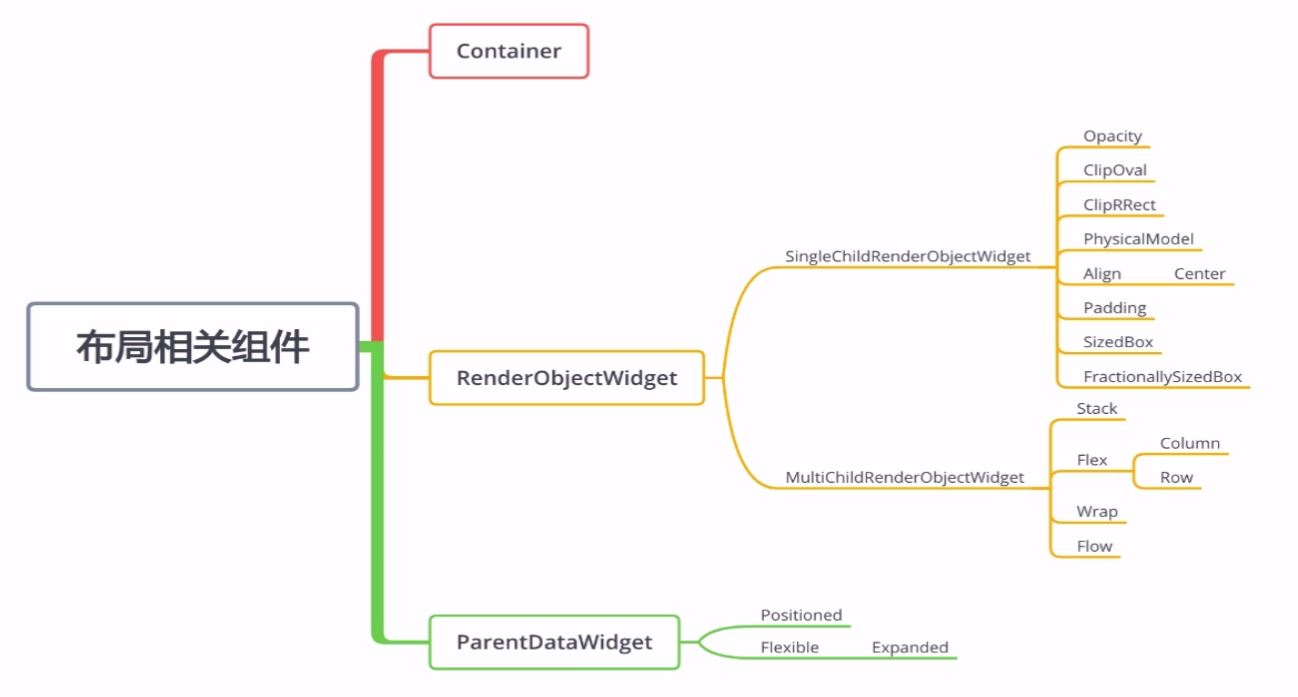 布局相关组件
Container
RenderObjectWidget
SingleChildRenderObjectWidget
Opacity
ClipOval
ClipRRect
PhysicalModel
Align
Center
Padding
SizedBox
FractionallySizedBox
MultiChildRenderObjectWidget
Stack
Flex
Column
Row
Wrap
Flow
ParentDataWidget
Positioned
Flexible
Expanded